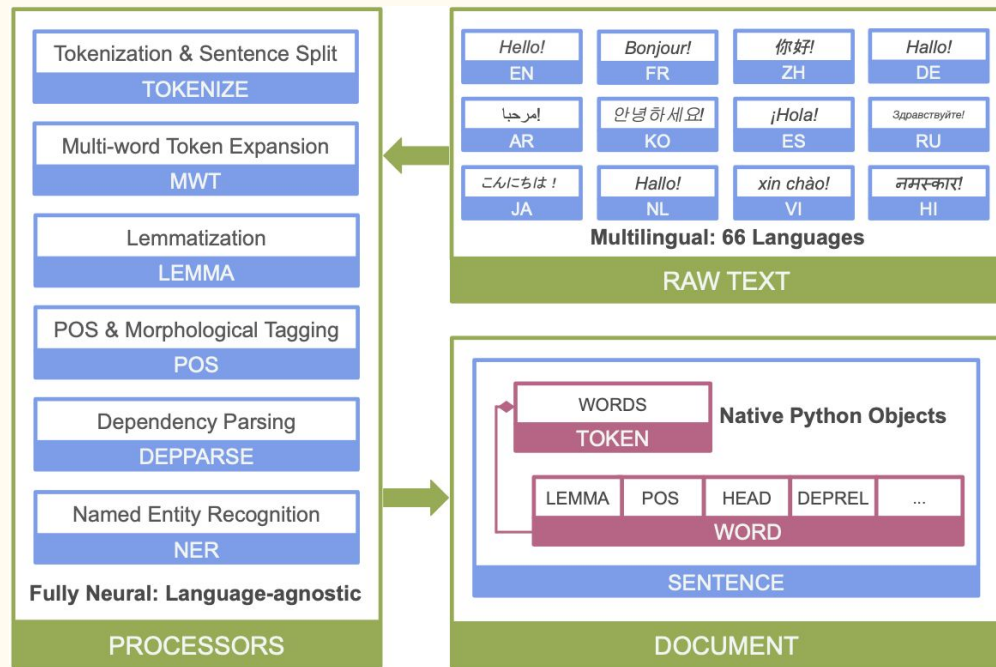 Tokenization & Sentence Split
TOKENIZE
Multi-word Token Expansion
MWT
Lemmatization
LEMMA
POS & Morphological Tagging
POS
Dependency Parsing
DEPPARSE
Named Entity Recognition
NER
Fully Neural: Language-agnostic
PROCESSORS
Hello!
EN
Bonjour!
FR
你好!
ZH
Hallo!
DE
مرحبا!
AR
안녕하세요!
KO
¡Hola!
ES
Здравствуйте!
RU
こんにちは！
JA
Hallo!
NL
xin chào!
VI
नमस्कार!
HI
Multilingual: 66 Languages
RAW TEXT
WORDS
TOKEN
Native Python Objects
LEMMA POS HEAD DEPREL ...
WORD
SENTENCE
DOCUMENT